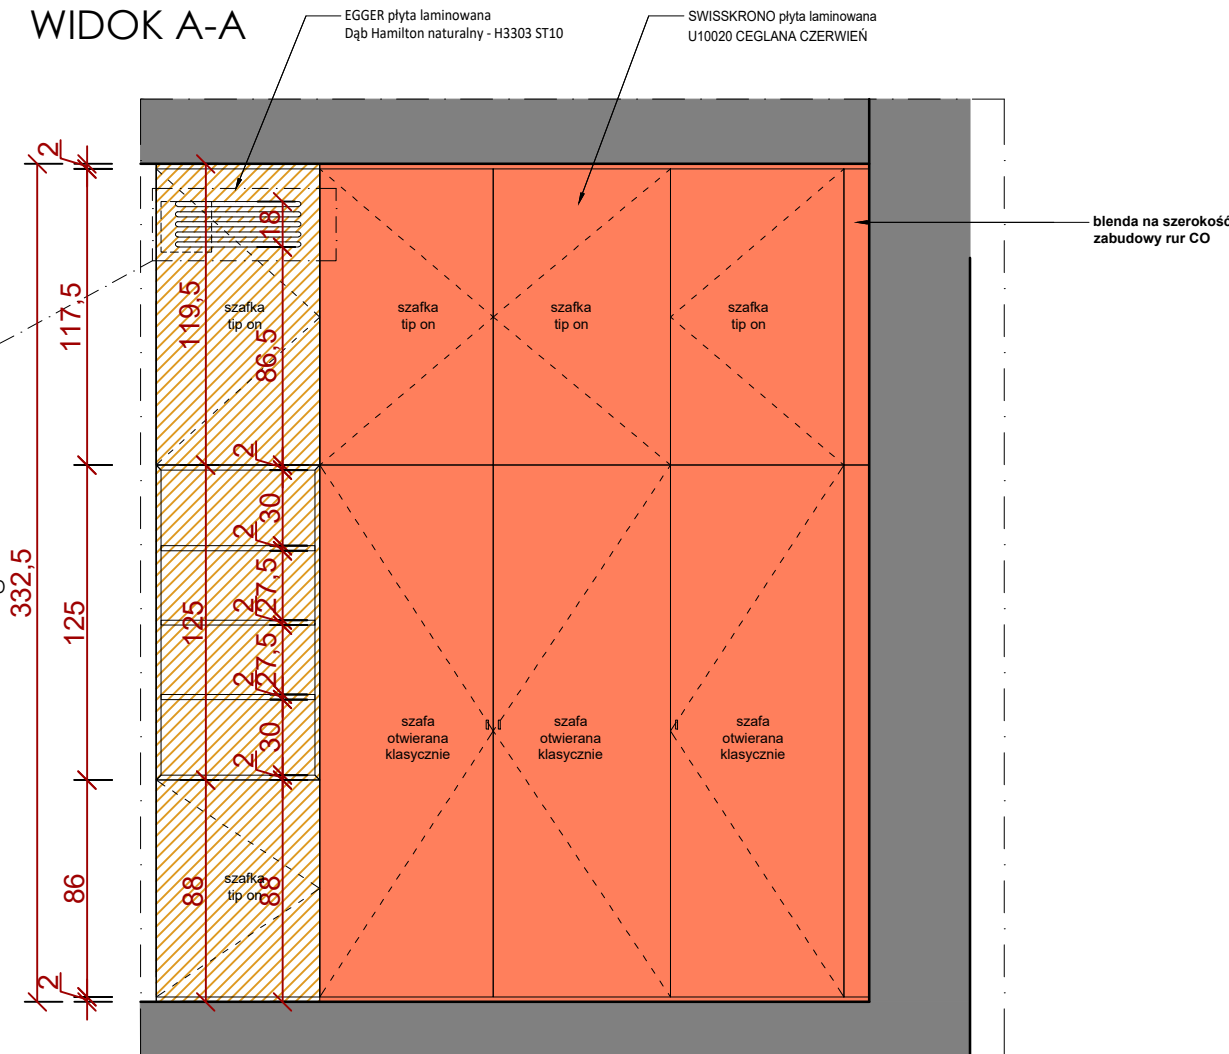 WIDOK A-A
EGGER płyta laminowana
Dąb Hamilton naturalny - H3303 ST10
SWISSKRONO płyta laminowana
U10020 CEGLANA CZERWIEŃ
blenda na szerokość
zabudowy rur CO
2
18
117,5
119,5
86,5
szafka
tip on
szafka
tip on
szafka
tip on
szafka
tip on
2
30
2
27,5
332,5
125
125
2
27,5
2
30
2
szafa
otwierana
klasycznie
szafa
otwierana
klasycznie
szafa
otwierana
klasycznie
86
88
szafka
tip on
88
2